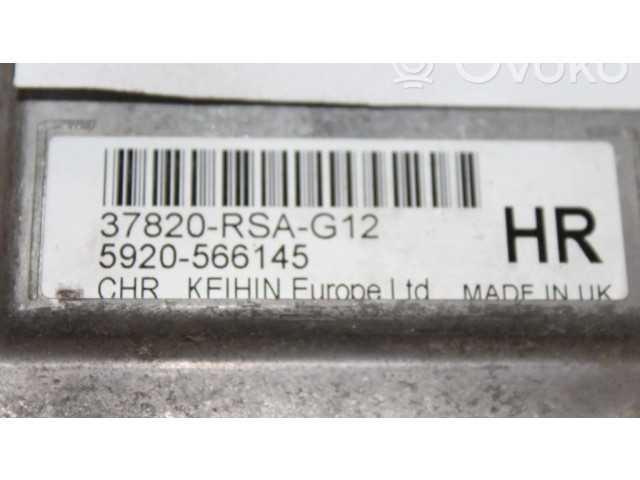 OVOKO
37820-RSA-G12
HR
5920-566145
CHR KEIHIN Europe Ltd MADE IN UK